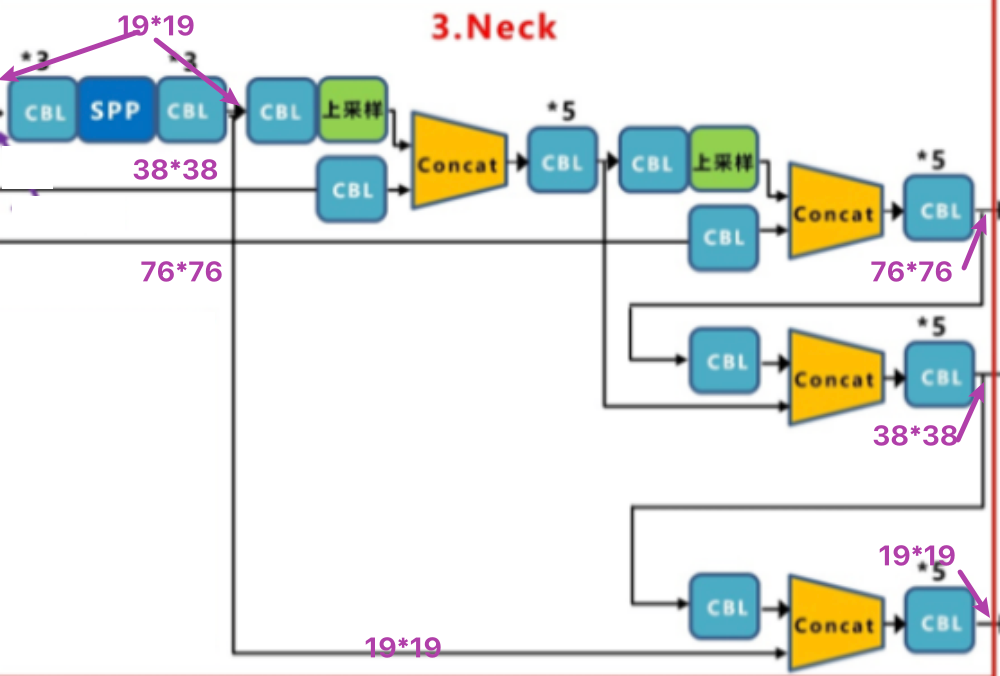 3.Neck
19*19
*3
*3
CBL
SPP
CBL
CBL
上采样
*5
38*38
CBL
Concat
CBL
CBL
上采样
*5
CBL
Concat
CBL
76*76
76*76
*5
CBL
Concat
CBL
38*38
19*19
*5
CBL
Concat
CBL
19*19